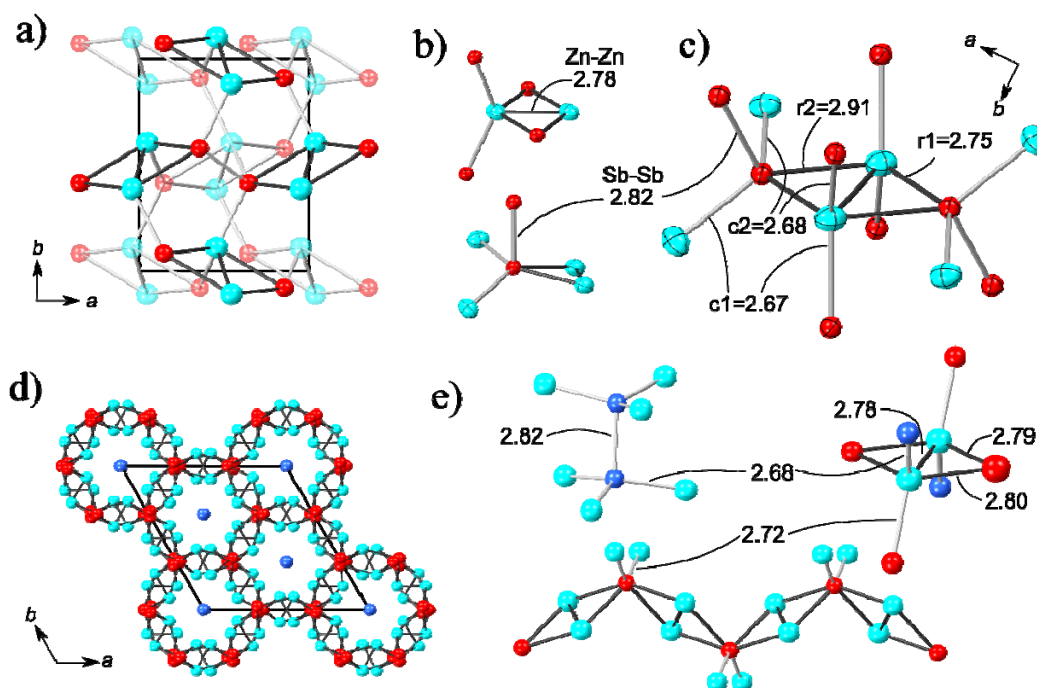 a)
b
a
b)
Zn-Zn
2.78
Sb-Sb
2.82
c)
a
b
r2=2.91
r1=2.75
c2=2.68
c1=2.67
d)
b
a
e)
2.82
2.68
2.72
2.78
2.79
2.80